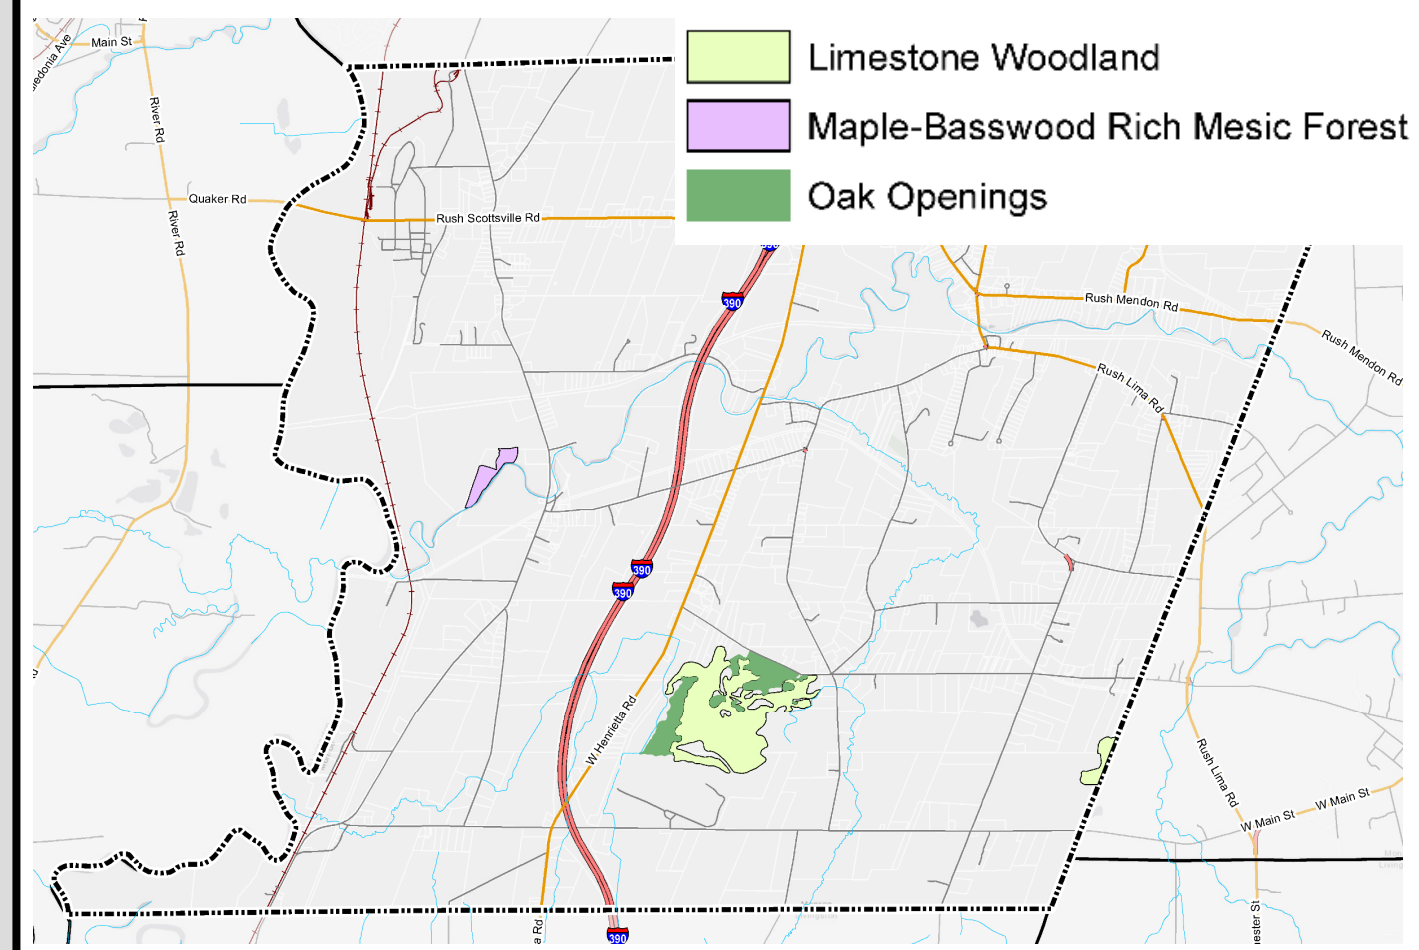 Main St
River Rd
Limestone Woodland
Maple-Basswood Rich Mesic Forest
Oak Openings
Quaker Rd
River Rd
Rush Scottsville Rd
390
Rush Mendon Rd
Rush Mendon Rd
Rush Lima Rd
390
390
W Henrietta Rd
Rush Lima Rd
W Main St
W Main St
390